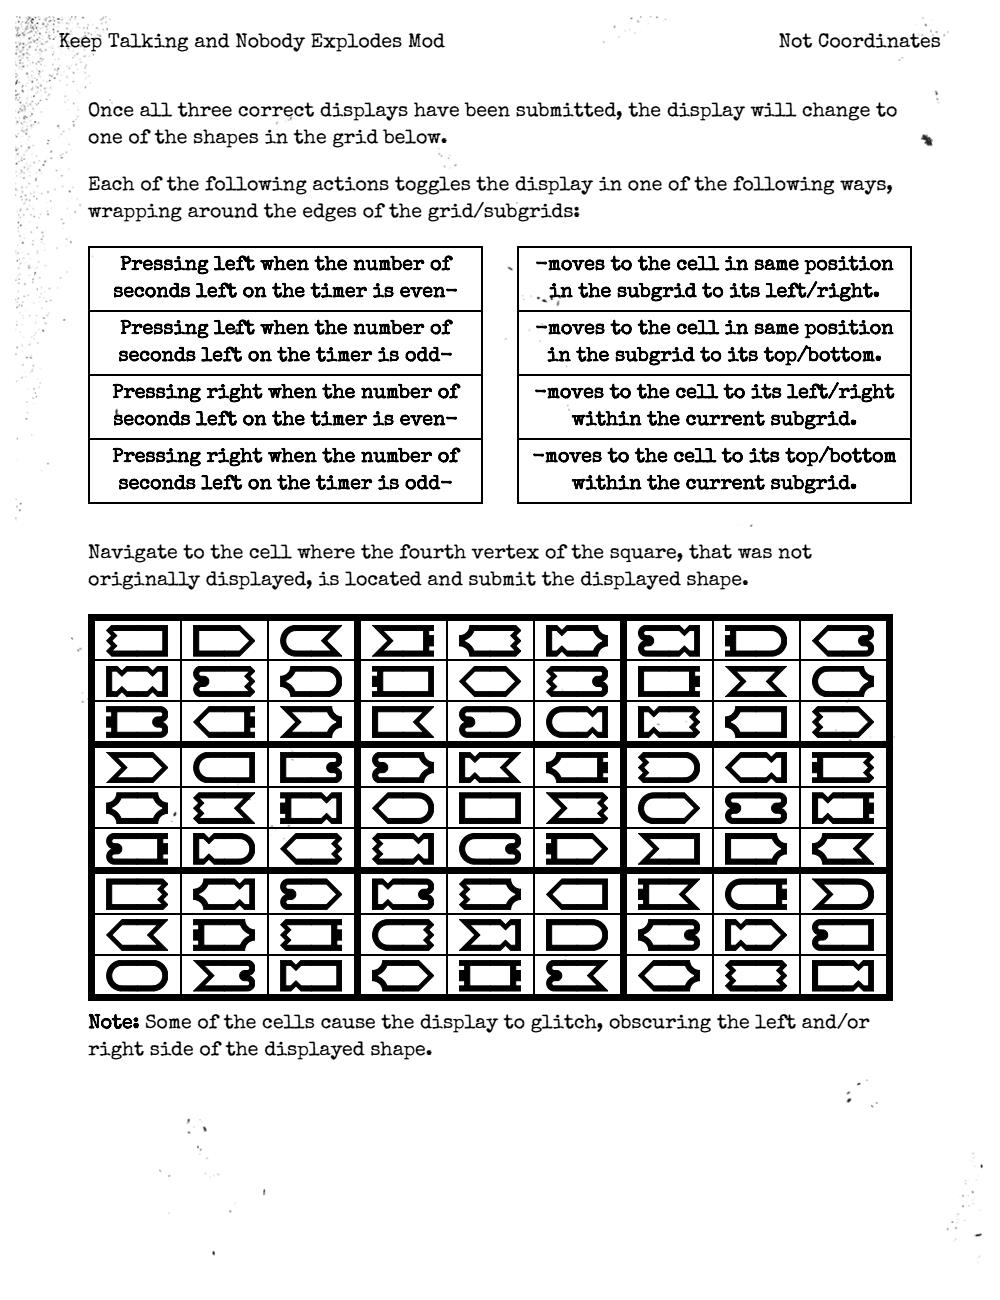 Keep Talking and Nobody Explodes Mod
Not Coordinates
Once all three correct displays have been submitted, the display will change to
one of the shapes in the grid below.
Each of the following actions toggles the display in one of the following ways,
wrapping around the edges of the grid/subgrids:
Pressing left when the number of
seconds left on the timer is even-
-moves to the cell in same position
in the subgrid to its left/right.
Pressing left when the number of
seconds left on the timer is odd-
-moves to the cell in same position
in the subgrid to its top/bottom.
Pressing right when the number of
seconds left on the timer is even-
-moves to the cell to its left/right
within the current subgrid.
Pressing right when the number of
seconds left on the timer is odd-
-moves to the cell to its top/bottom
within the current subgrid.
Navigate to the cell where the fourth vertex of the square, that was not
originally displayed, is located and submit the displayed shape.
Note: Some of the cells cause the display to glitch, obscuring the left and/or
right side of the displayed shape.